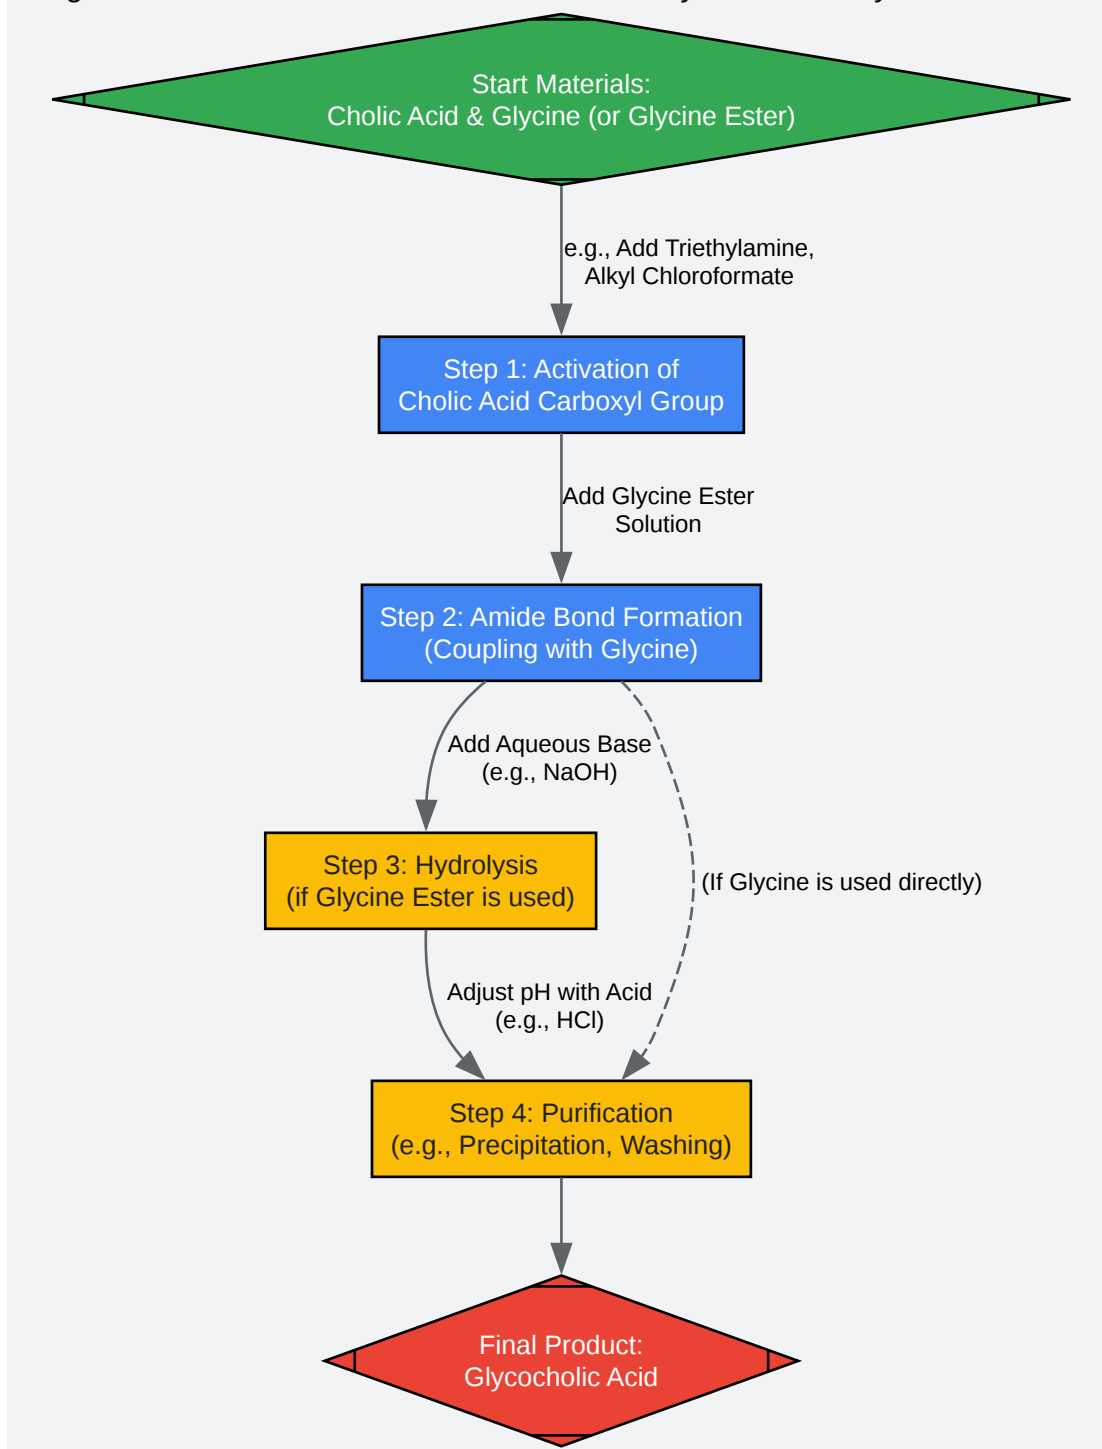 Start Materials:
Cholic Acid & Glycine (or Glycine Ester)
e.g., Add Triethylamine,
Alkyl Chloroformate
Step 1: Activation of
Cholic Acid Carboxyl Group
Add Glycine Ester
Solution
Step 2: Amide Bond Formation
(Coupling with Glycine)
Add Aqueous Base
(e.g., NaOH)
Step 3: Hydrolysis
(if Glycine Ester is used)
(If Glycine is used directly)
Adjust pH with Acid
(e.g., HCl)
Step 4: Purification
(e.g., Precipitation, Washing)
Final Product:
Glycocholic Acid